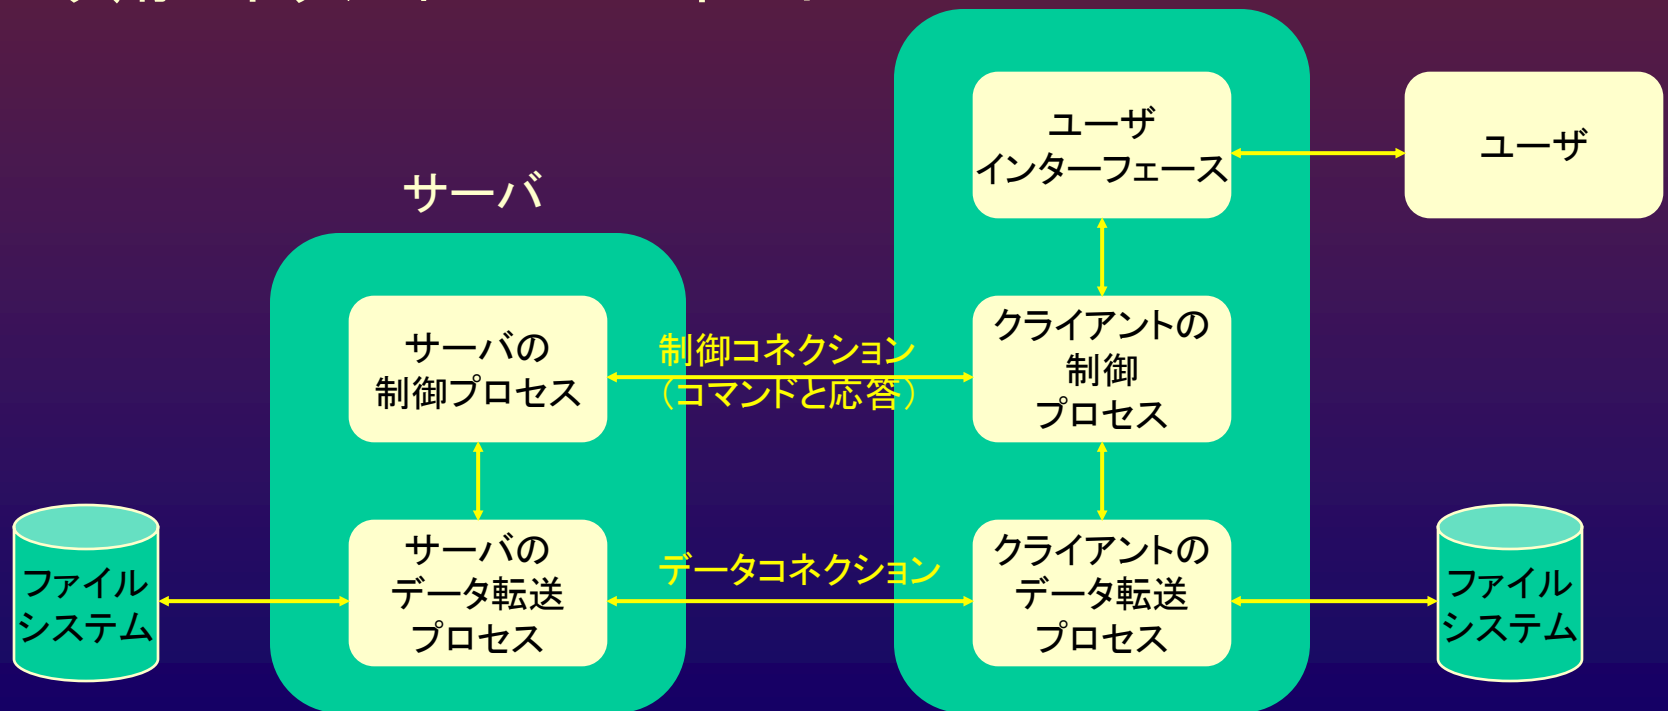 サーバ
ユーザ
インターフェース
ユーザ
サーバの
制御プロセス
制御コネクション
（コマンドと応答）
クライアントの
制御
プロセス
ファイル
システム
サーバの
データ転送
プロセス
データコネクション
クライアントの
データ転送
プロセス
ファイル
システム